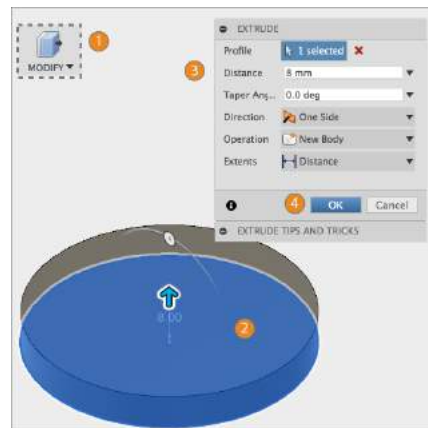 1
MODIFY
3
EXTRUDE
Profile 1 selected
Distance 8 mm
Taper Ang... 0.0 deg
Direction One Side
Operation New Body
Extents Distance
4 OK Cancel
EXTRUDE TIPS AND TRICKS
8.00
2